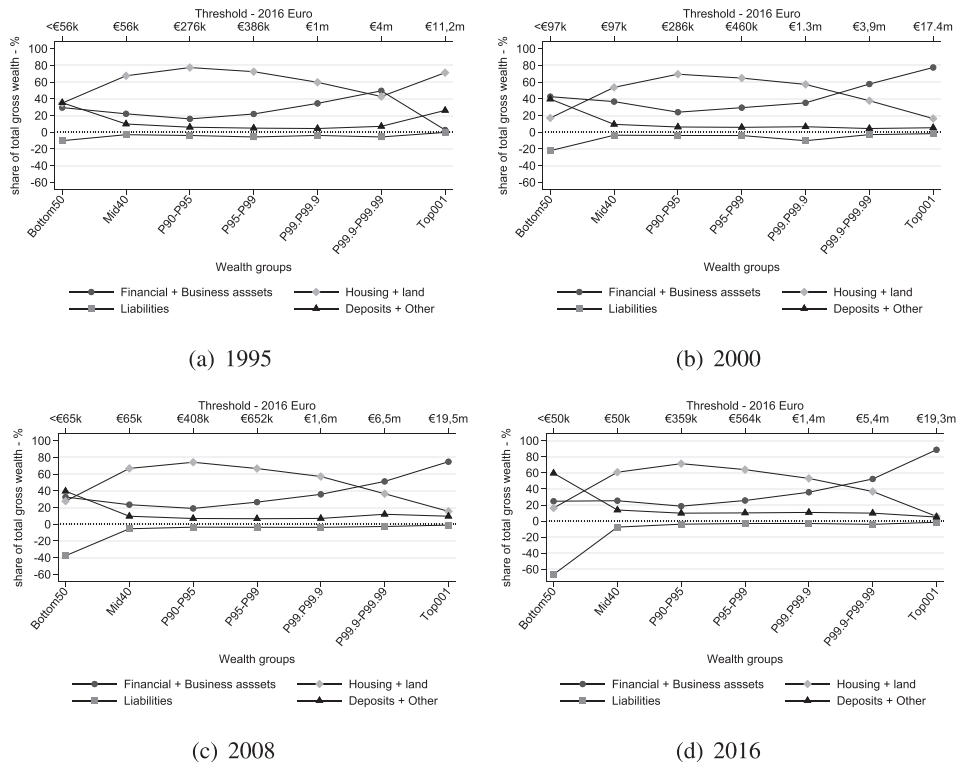 Threshold - 2016 Euro
<€56k €56k €276k €386k €1m €4m €11,2m
share of total gross wealth - %
100
80
60
40
20
0
-20
-40
-60
Bottom50 Mid40 P90-P95 P95-P99 P99.P99.9 P99.9-P99.99 Top001
Wealth groups
Financial + Business asssets Housing + land
Liabilities Deposits + Other
(a) 1995
Threshold - 2016 Euro
<€97k €97k €286k €460k €1.3m €3,9m €17.4m
share of total gross wealth - %
100
80
60
40
20
0
-20
-40
-60
Bottom50 Mid40 P90-P95 P95-P99 P99.P99.9 P99.9-P99.99 Top001
Wealth groups
Financial + Business asssets Housing + land
Liabilities Deposits + Other
(b) 2000
Threshold - 2016 Euro
<€65k €65k €408k €652k €1,6m €6,5m €19,5m
share of total gross wealth - %
100
80
60
40
20
0
-20
-40
-60
Bottom50 Mid40 P90-P95 P95-P99 P99.P99.9 P99.9-P99.99 Top001
Wealth groups
Financial + Business asssets Housing + land
Liabilities Deposits + Other
(c) 2008
Threshold - 2016 Euro
<€50k €50k €359k €564k €1,4m €5,4m €19,3m
share of total gross wealth - %
100
80
60
40
20
0
-20
-40
-60
Bottom50 Mid40 P90-P95 P95-P99 P99.P99.9 P99.9-P99.99 Top001
Wealth groups
Financial + Business asssets Housing + land
Liabilities Deposits + Other
(d) 2016